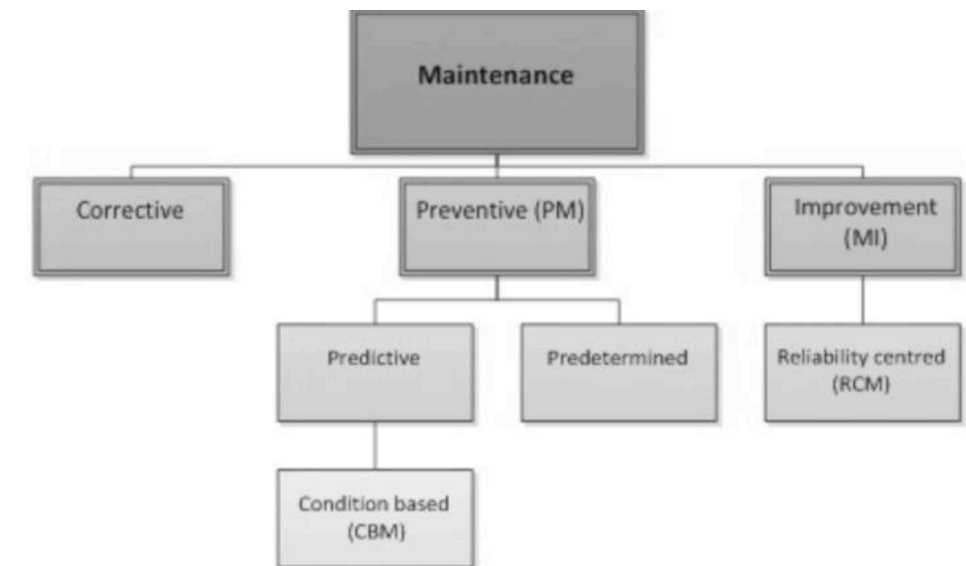 Maintenance
Corrective
Preventive (PM)
Improvement
(MI)
Predictive
Predetermined
Reliability centred
(RCM)
Condition based
(CBM)